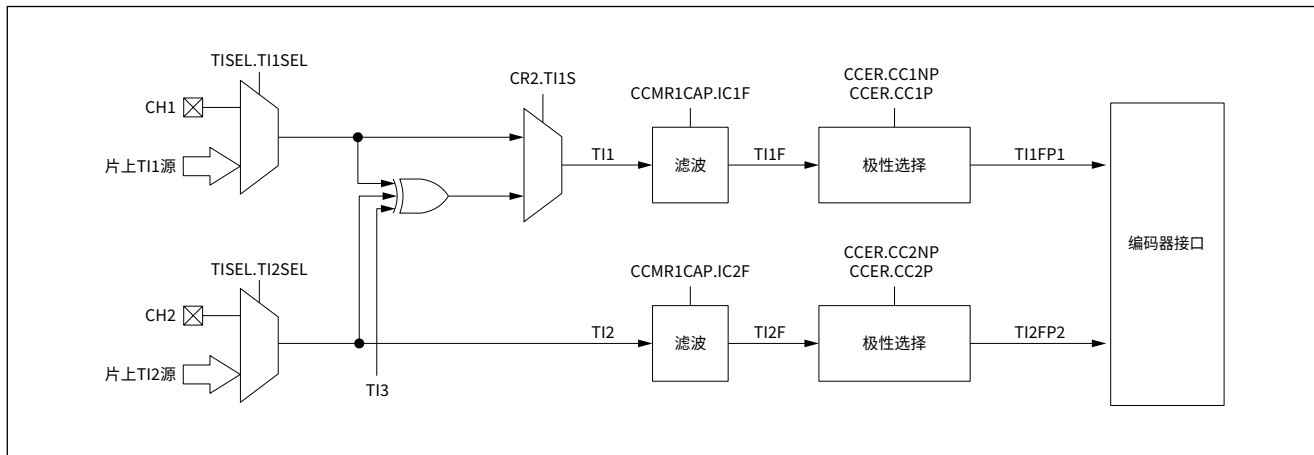 TISEL.TI1SEL
CH1
片上TI1源
CR2.TI1S
TI1
CCMR1CAP.IC1F
滤波
TI1F
CCER.CC1NP
CCER.CC1P
极性选择
TI1FP1
编码器接口
TISEL.TI2SEL
CH2
片上TI2源
TI3
TI2
CCMR1CAP.IC2F
滤波
TI2F
CCER.CC2NP
CCER.CC2P
极性选择
TI2FP2